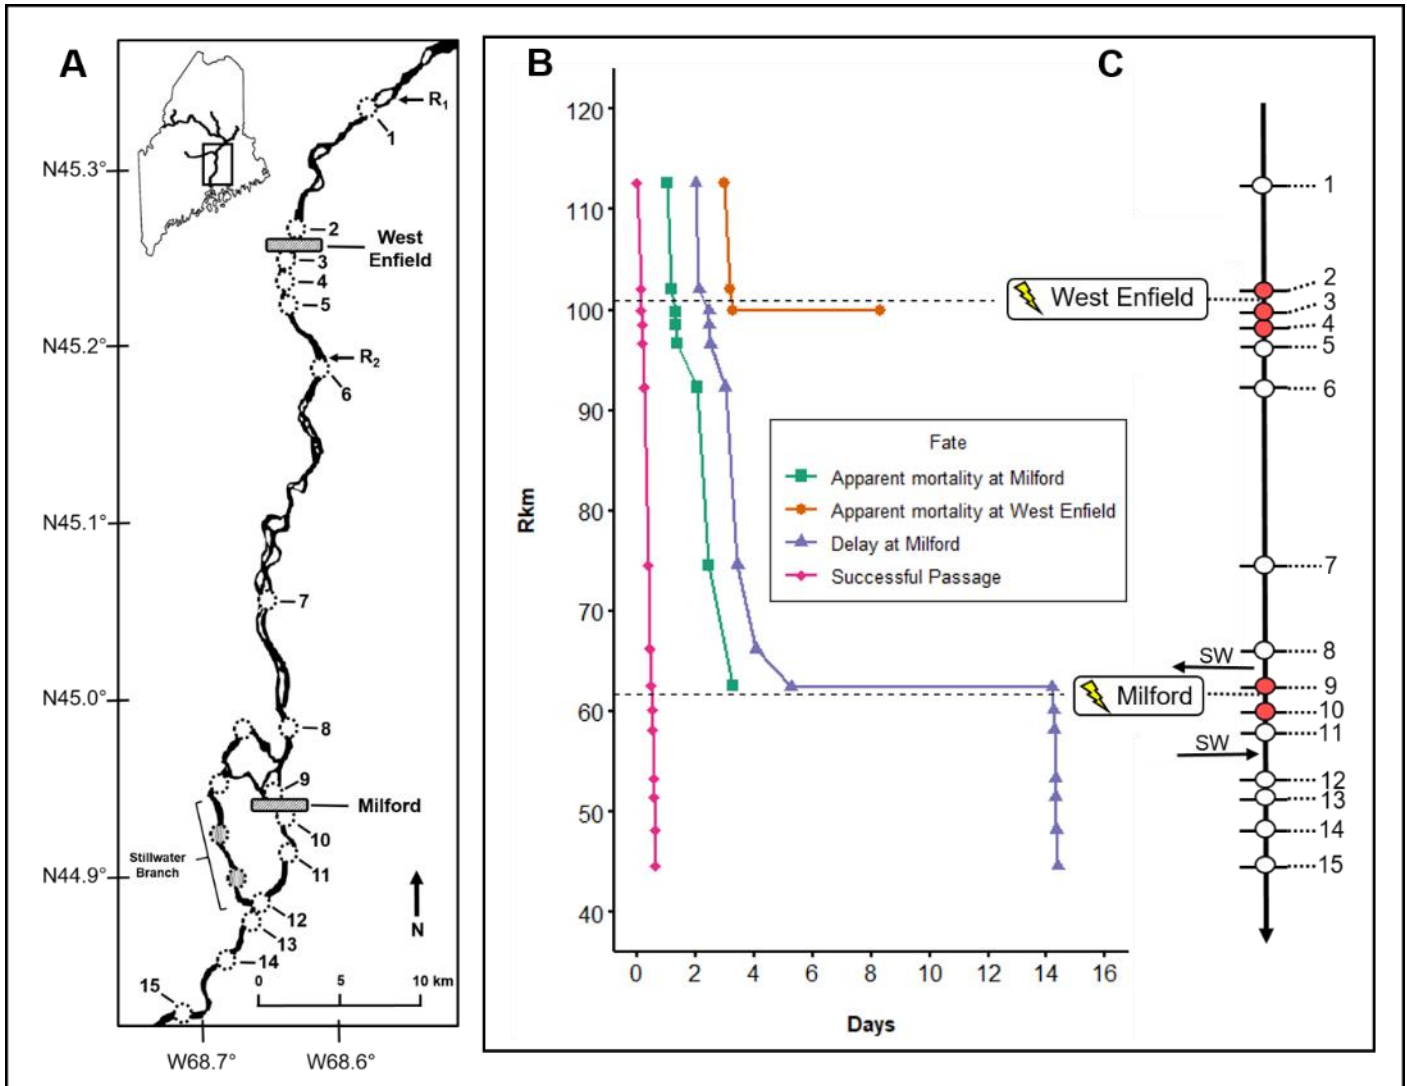 A
R1
1
N45.3°
2
West
Enfield
3
4
5
N45.2°
R2
6
N45.1°
7
N45.0°
8
9
Milford
10
Stillwater
Branch
11
N44.9°
12
N
13
14
0 5 10 km
15
W68.7° W68.6°
B
120
110
100
90
80
70
60
50
40
Rkm
0 2 4 6 8 10 12 14 16
Days
Fate
Apparent mortality at Milford
Apparent mortality at West Enfield
Delay at Milford
Successful Passage
C
1
2
West Enfield
3
4
5
6
7
8
SW
9
Milford
10
11
SW
12
13
14
15